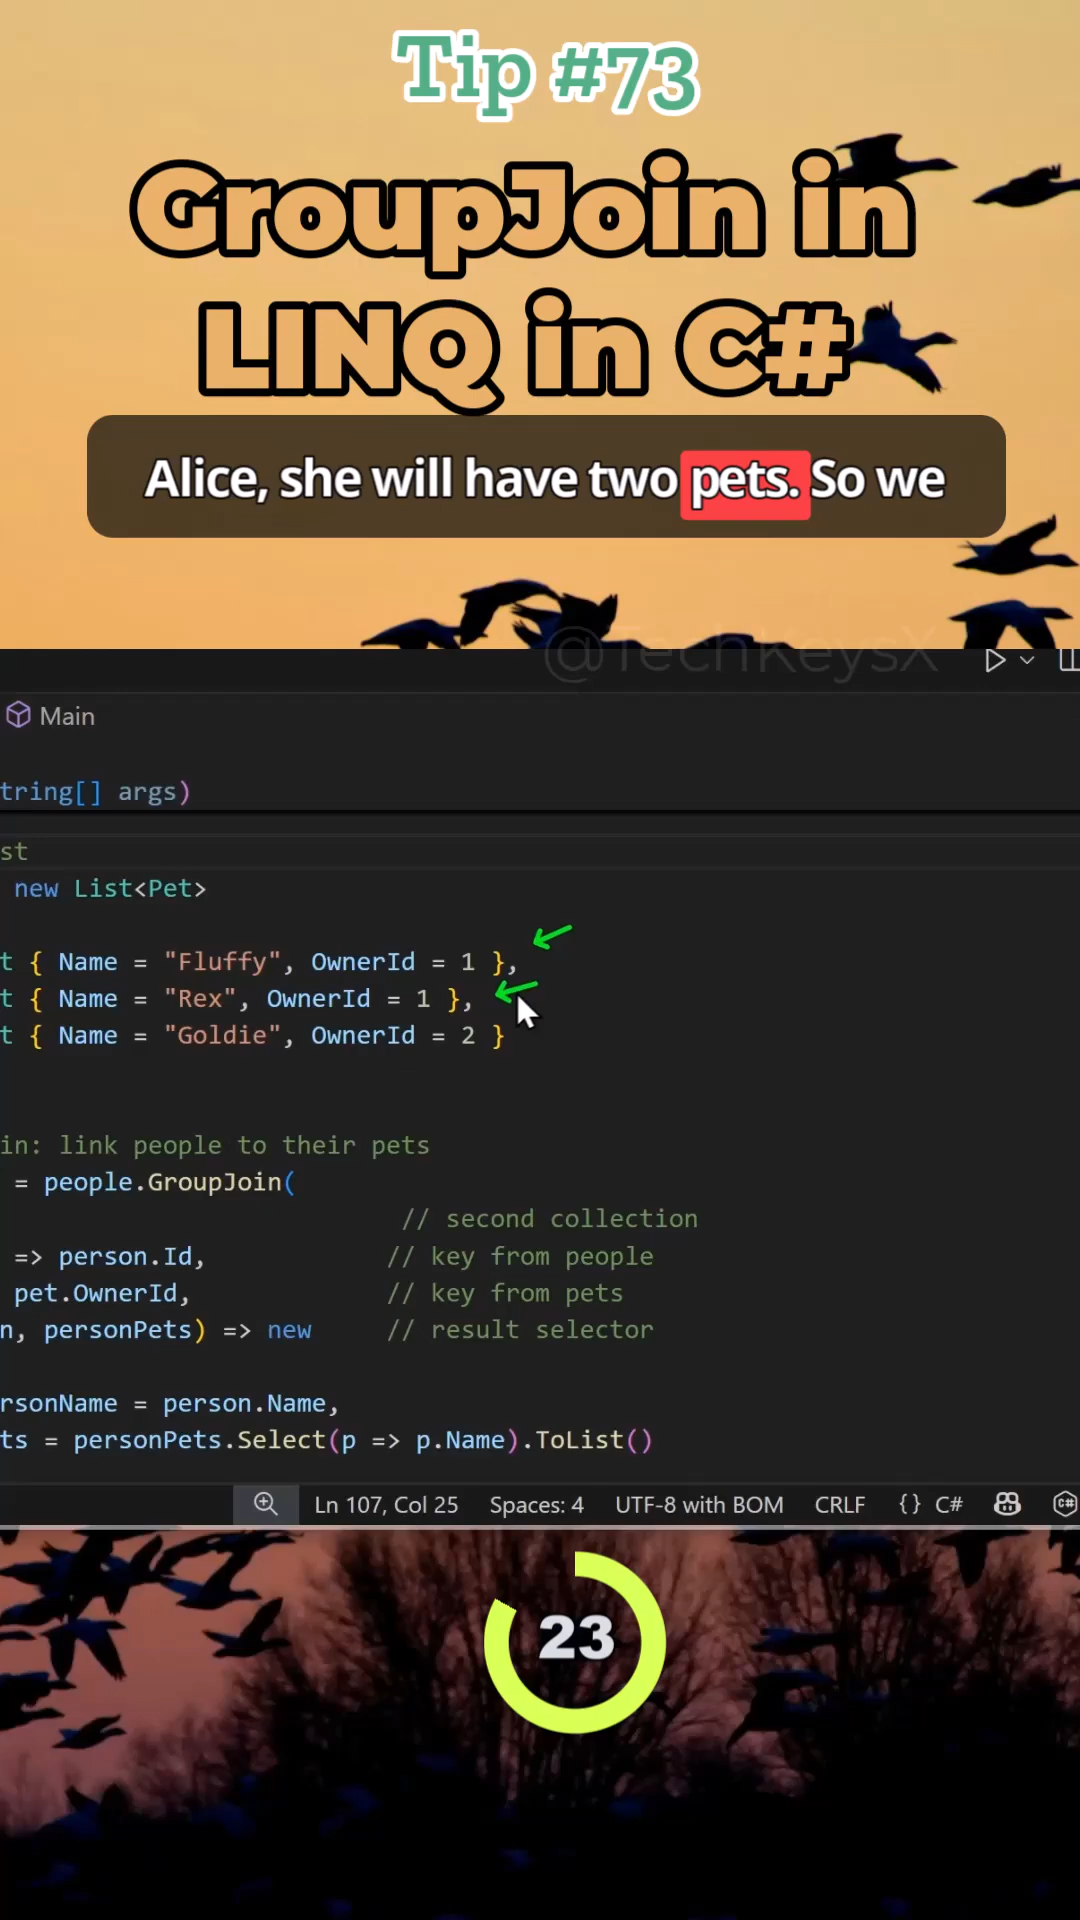 Tip #73
GroupJoin in
LINQ in C#
Alice, she will have two pets. So we
@TechKeysX
Main
tring[] args)
st
new List<Pet>
t { Name = "Fluffy", OwnerId = 1 },
t { Name = "Rex", OwnerId = 1 },
t { Name = "Goldie", OwnerId = 2 }
in: link people to their pets
= people.GroupJoin(
// second collection
=> person.Id, // key from people
pet.OwnerId, // key from pets
n, personPets) => new // result selector
rsonName = person.Name,
ts = personPets.Select(p => p.Name).ToList()
Ln 107, Col 25 Spaces: 4 UTF-8 with BOM CRLF {} C# C#
23